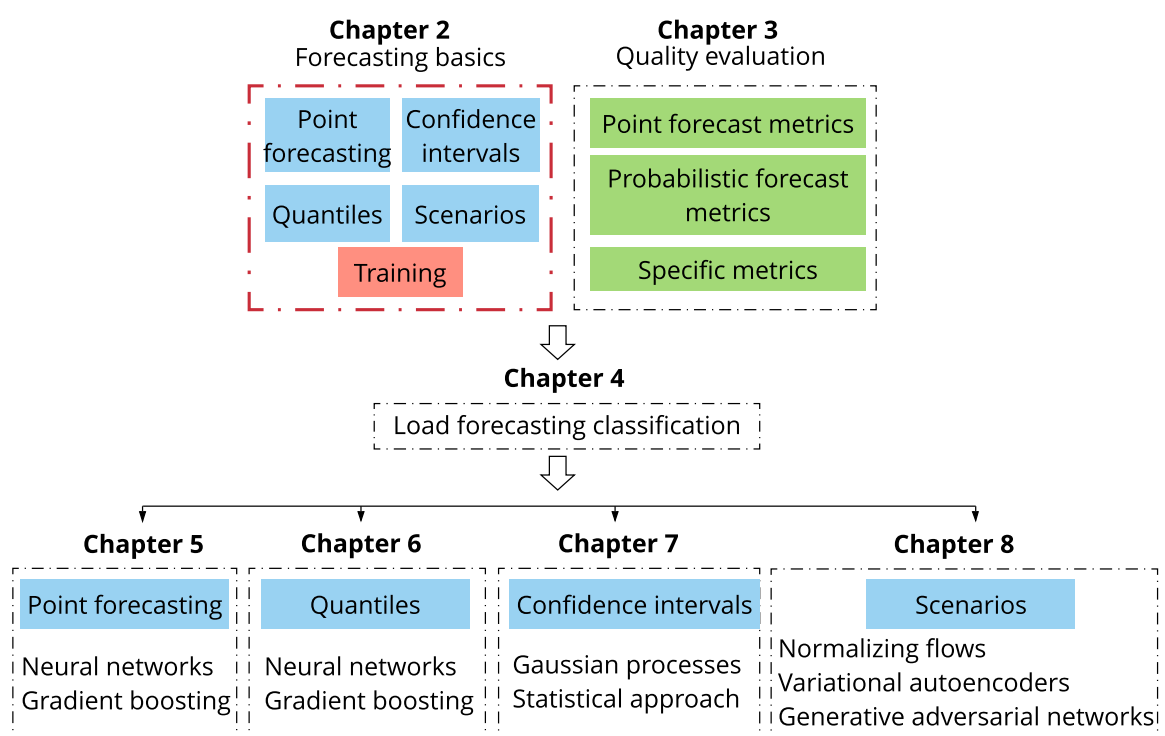 Chapter 2
Forecasting basics
Point
forecasting
Confidence
intervals
Quantiles
Scenarios
Training
Chapter 3
Quality evaluation
Point forecast metrics
Probabilistic forecast
metrics
Specific metrics
Chapter 4
Load forecasting classification
Chapter 5
Point forecasting
Neural networks
Gradient boosting
Chapter 6
Quantiles
Neural networks
Gradient boosting
Chapter 7
Confidence intervals
Gaussian processes
Statistical approach
Chapter 8
Scenarios
Normalizing flows
Variational autoencoders
Generative adversarial networks